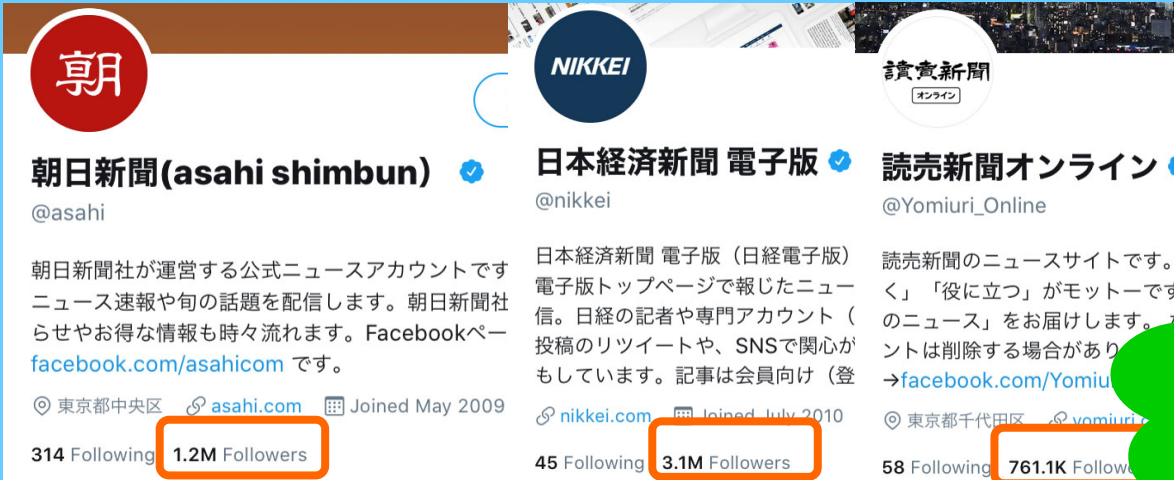 朝
朝日新聞(asahi shimbun）
@asahi
朝日新聞社が運営する公式ニュースアカウントです
ニュース速報や旬の話題を配信します。朝日新聞社
らせやお得な情報も時々流れます。Facebookペー
facebook.com/asahicom です。
東京都中央区 asahi.com Joined May 2009
314 Following 1.2M Followers
NIKKEI
日本経済新聞 電子版
@nikkei
日本経済新聞 電子版（日経電子版）
電子版トップページで報じたニュー
信。日経の記者や専門アカウント（
投稿のリツイートや、SNSで関心が
もしています。記事は会員向け（登
nikkei.com Joined July 2010
45 Following 3.1M Followers
讀賣新聞
オンライン
読売新聞オンライン
@Yomiuri_Online
読売新聞のニュースサイトです。
く」「役に立つ」がモットーです
のニュース」をお届けします。
ントは削除する場合があり
→facebook.com/Yomiu
東京都千代田区 yomiuri.
58 Following 761.1K Follow